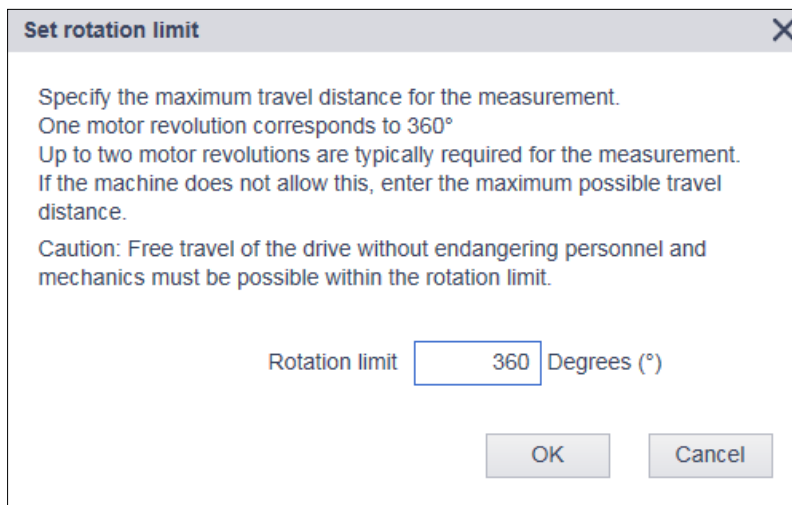 Set rotation limit
Specify the maximum travel distance for the measurement.
One motor revolution corresponds to 360°
Up to two motor revolutions are typically required for the measurement.
If the machine does not allow this, enter the maximum possible travel
distance.
Caution: Free travel of the drive without endangering personnel and
mechanics must be possible within the rotation limit.
Rotation limit 360 Degrees (°)
OK Cancel